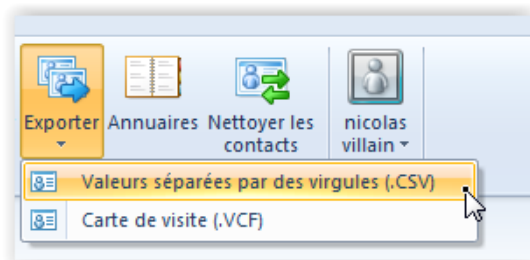 Exporter Annuaires Nettoyer les nicolas
contacts villain
Valeurs séparées par des virgules (.CSV)
Carte de visite (.VCF)